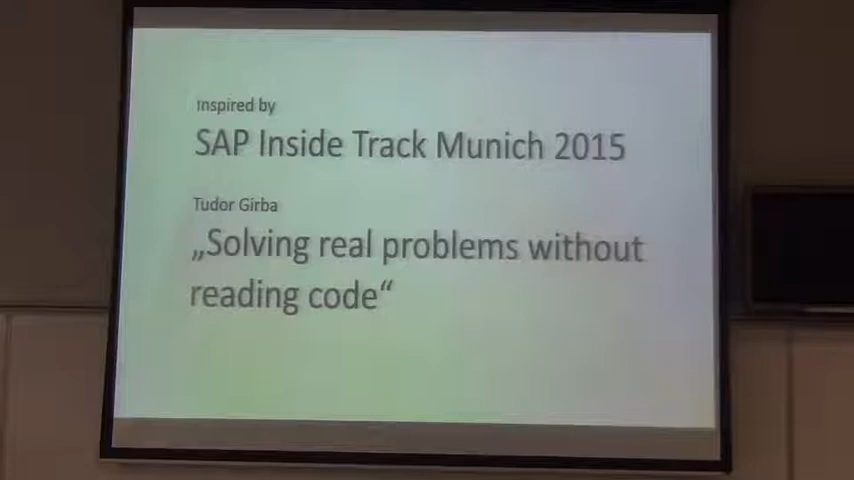 Inspired by
SAP Inside Track Munich 2015
Tudor Girba
„Solving real problems without
reading code“